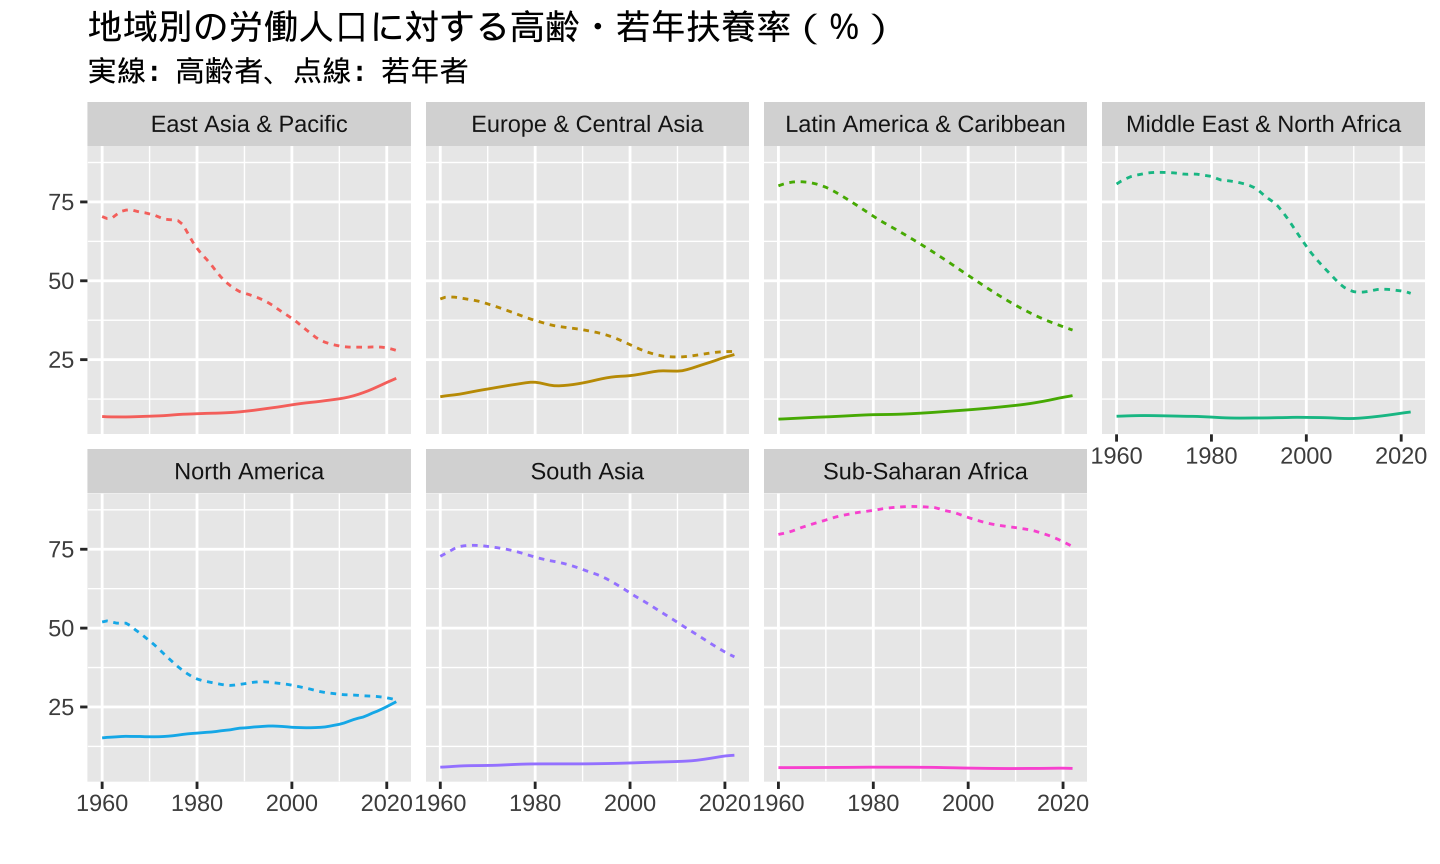 地域別の労働人口に対する高齢・若年扶養率（％）
実線：高齢者、点線：若年者
East Asia & Pacific
Europe & Central Asia
Latin America & Caribbean
Middle East & North Africa
75
50
25
1960 1980 2000 2020
North America
South Asia
Sub-Saharan Africa
75
50
25
1960 1980 2000 2020
1960 1980 2000 2020
1960 1980 2000 2020